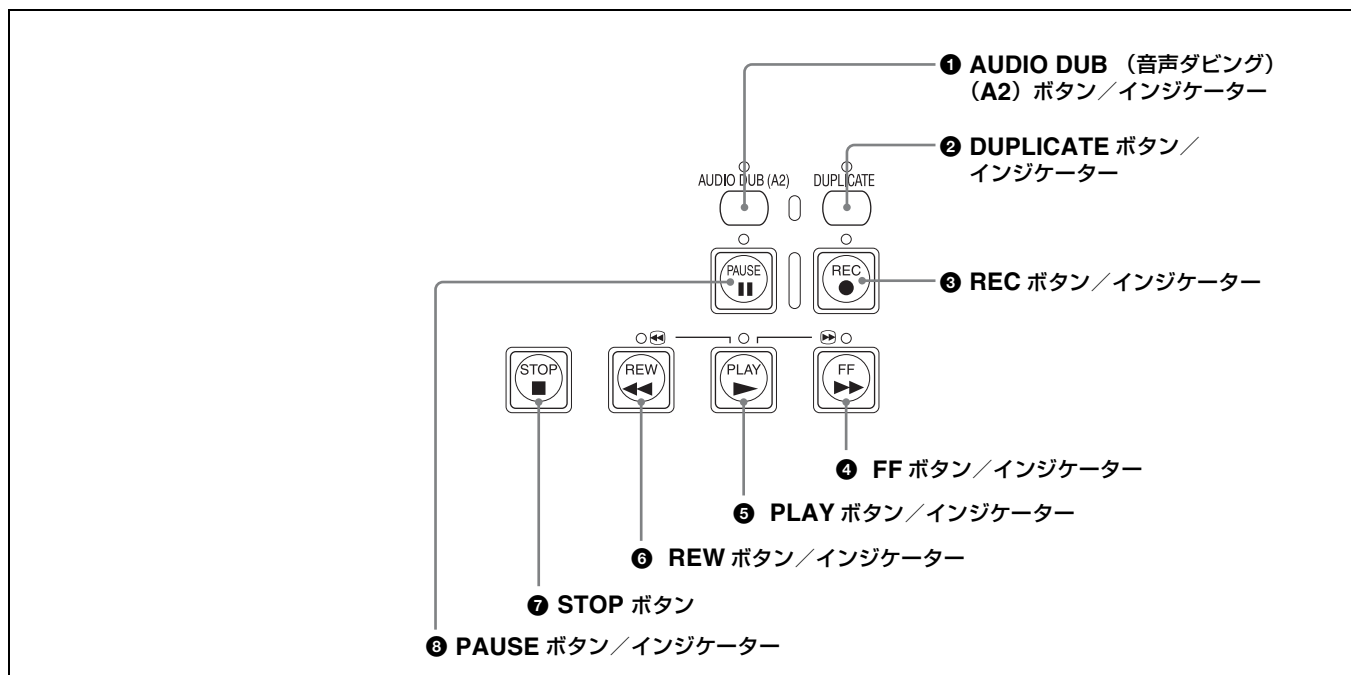 ❶ AUDIO DUB （音声ダビング）
（A2）ボタン／インジケーター
❷ DUPLICATE ボタン／
インジケーター
AUDIO DUB (A2)
DUPLICATE
PAUSE
REC
❸ REC ボタン／インジケーター
STOP
REW
PLAY
FF
❹ FF ボタン／インジケーター
❺ PLAY ボタン／インジケーター
❻ REW ボタン／インジケーター
❼ STOP ボタン
❽ PAUSE ボタン／インジケーター